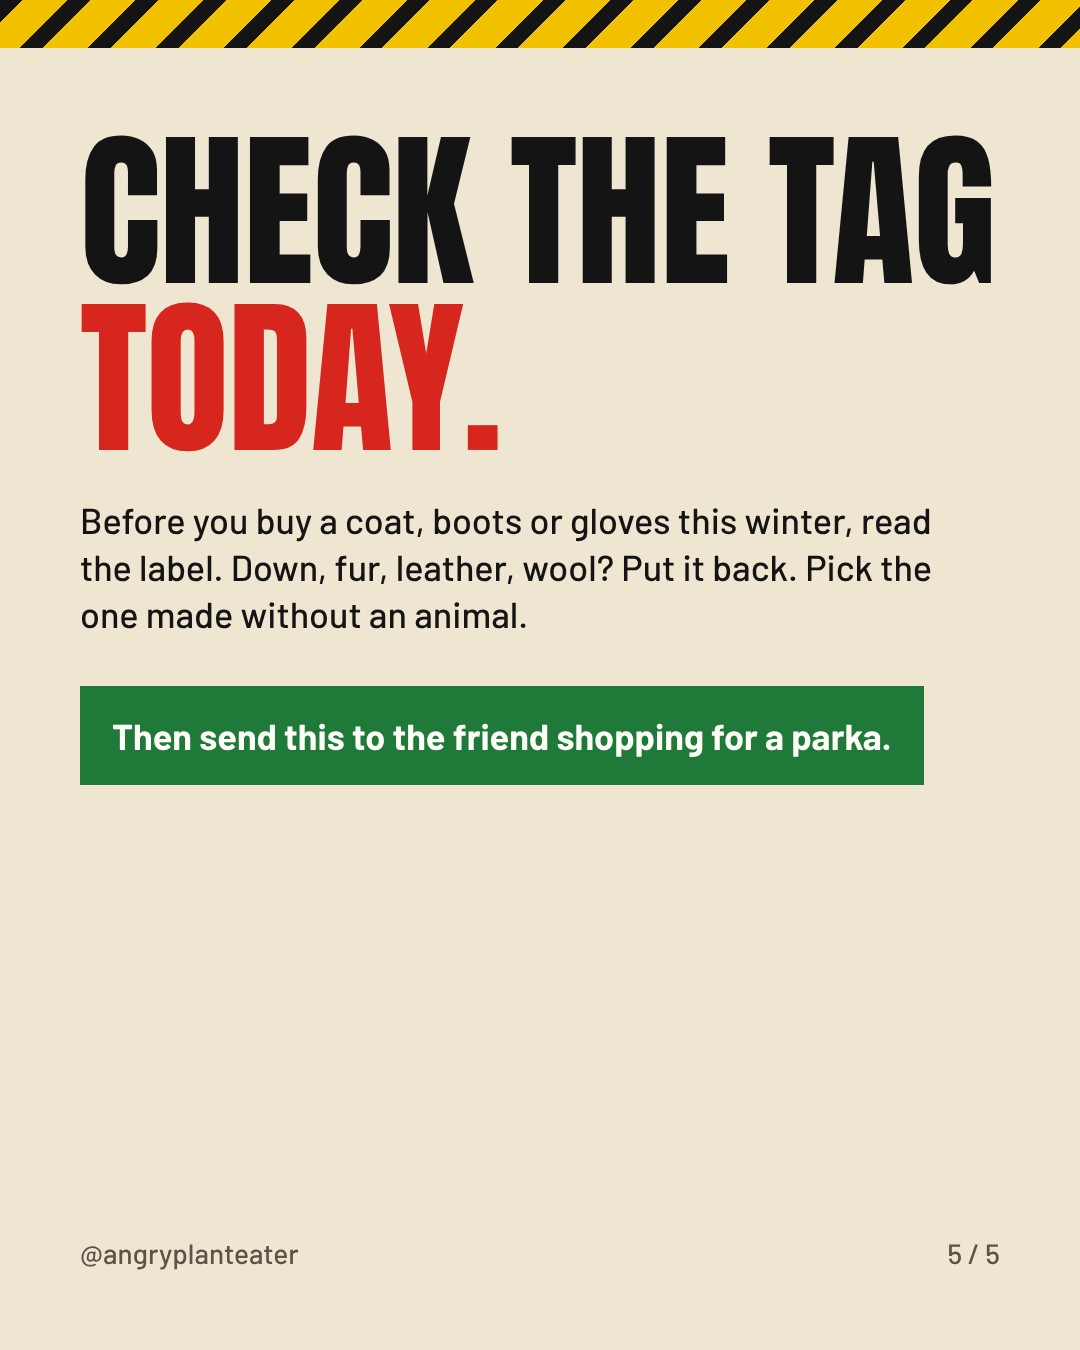 CHECK THE TAG
TODAY.
Before you buy a coat, boots or gloves this winter, read
the label. Down, fur, leather, wool? Put it back. Pick the
one made without an animal.
Then send this to the friend shopping for a parka.
@angryplanteater
5 / 5